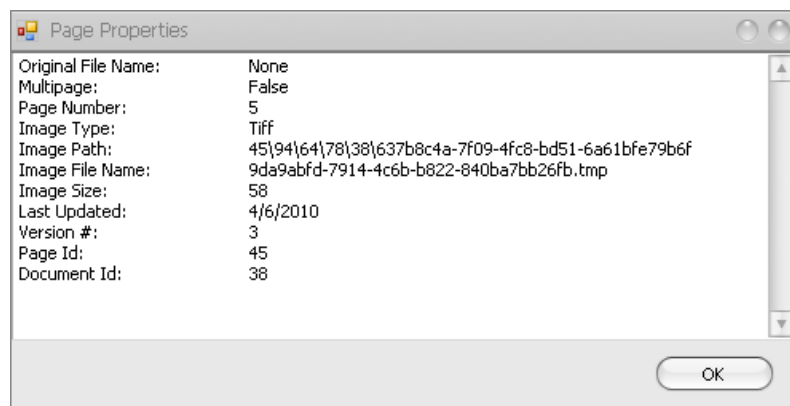 Page Properties
Original File Name: None
Multipage: False
Page Number: 5
Image Type: Tiff
Image Path: 45\94\64\78\38\637b8c4a-7f09-4fc8-bd51-6a61bfe79b6f
Image File Name: 9da9abfd-7914-4c6b-b822-840ba7bb26fb.tmp
Image Size: 58
Last Updated: 4/6/2010
Version #: 3
Page Id: 45
Document Id: 38
OK